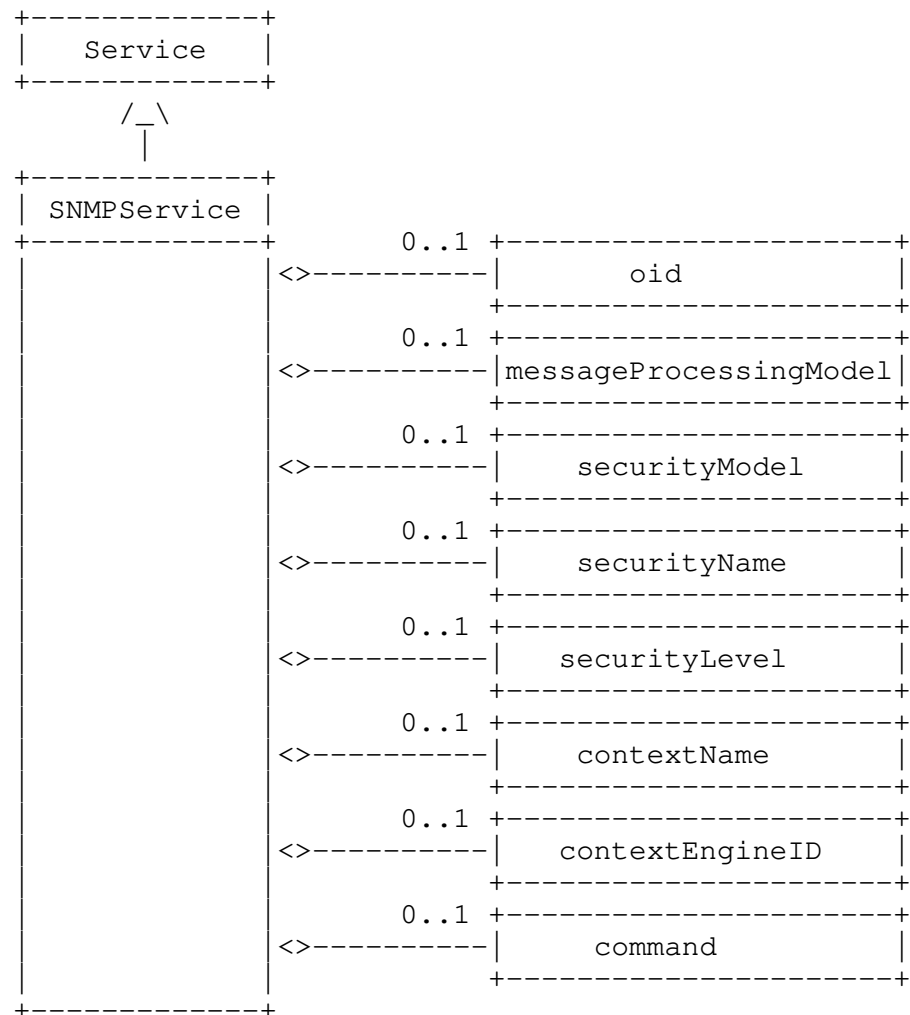 Service
SNMPService
0..1
oid
0..1
messageProcessingModel
0..1
securityModel
0..1
securityName
0..1
securityLevel
0..1
contextName
0..1
contextEngineID
0..1
command